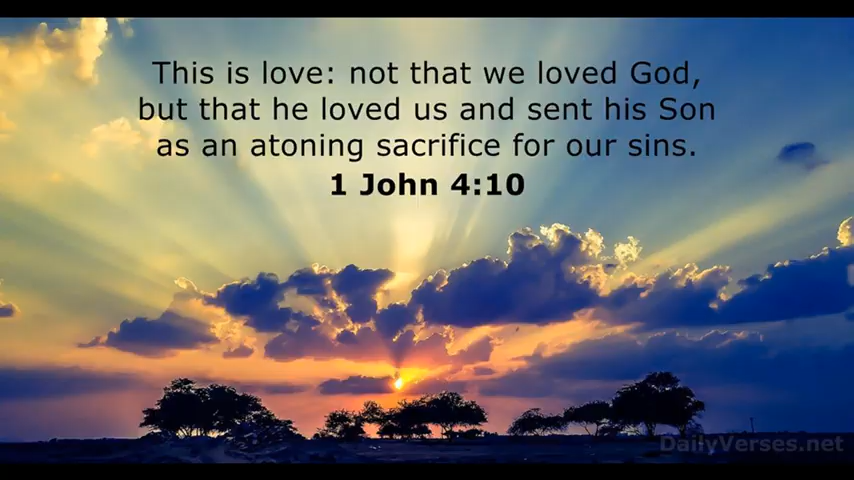 This is love: not that we loved God,
but that he loved us and sent his Son
as an atoning sacrifice for our sins.
1 John 4:10
DailyVerses.net